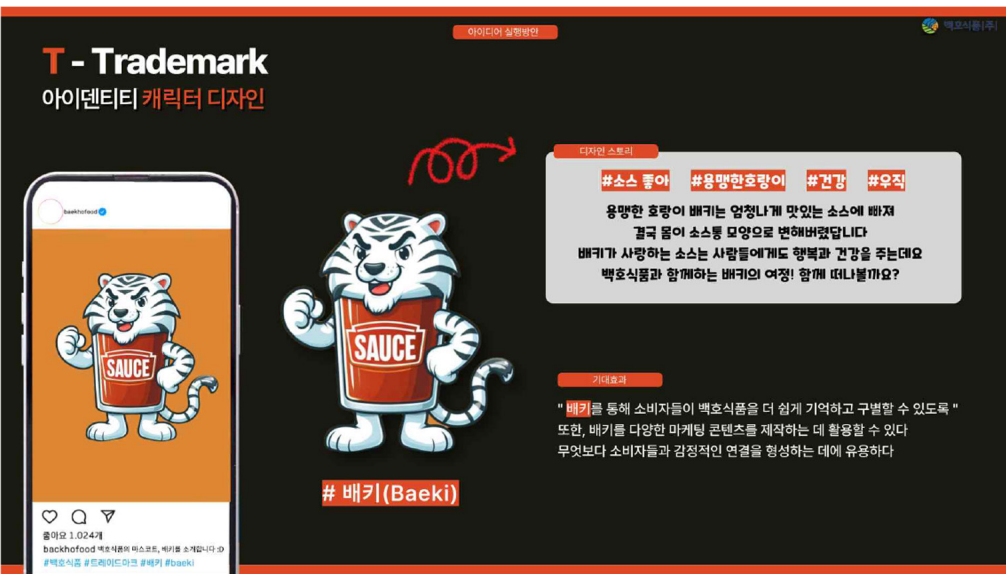 아이디어 실행방안
백호식품(주)
T - Trademark
아이덴티티 캐릭터 디자인
baekhofood
SAUCE
좋아요 1.024개
backhofood 백호식품의 마스코트, 배키를 소개합니다 :D
#백호식품 #트레이드마크 #배키 #baeki
SAUCE
# 배키(Baeki)
디자인 스토리
#소스 좋아 #용맹한호랑이 #건강 #우직
용맹한 호랑이 배키는 엄청나게 맛있는 소스에 빠져
결국 몸이 소스통 모양으로 변해버렸답니다
배키가 사랑하는 소스는 사람들에게도 행복과 건강을 주는데요
백호식품과 함께하는 배키의 여정! 함께 떠나볼까요?
기대효과
" 배키를 통해 소비자들이 백호식품을 더 쉽게 기억하고 구별할 수 있도록 "
또한, 배키를 다양한 마케팅 콘텐츠를 제작하는 데 활용할 수 있다
무엇보다 소비자들과 감정적인 연결을 형성하는 데에 유용하다